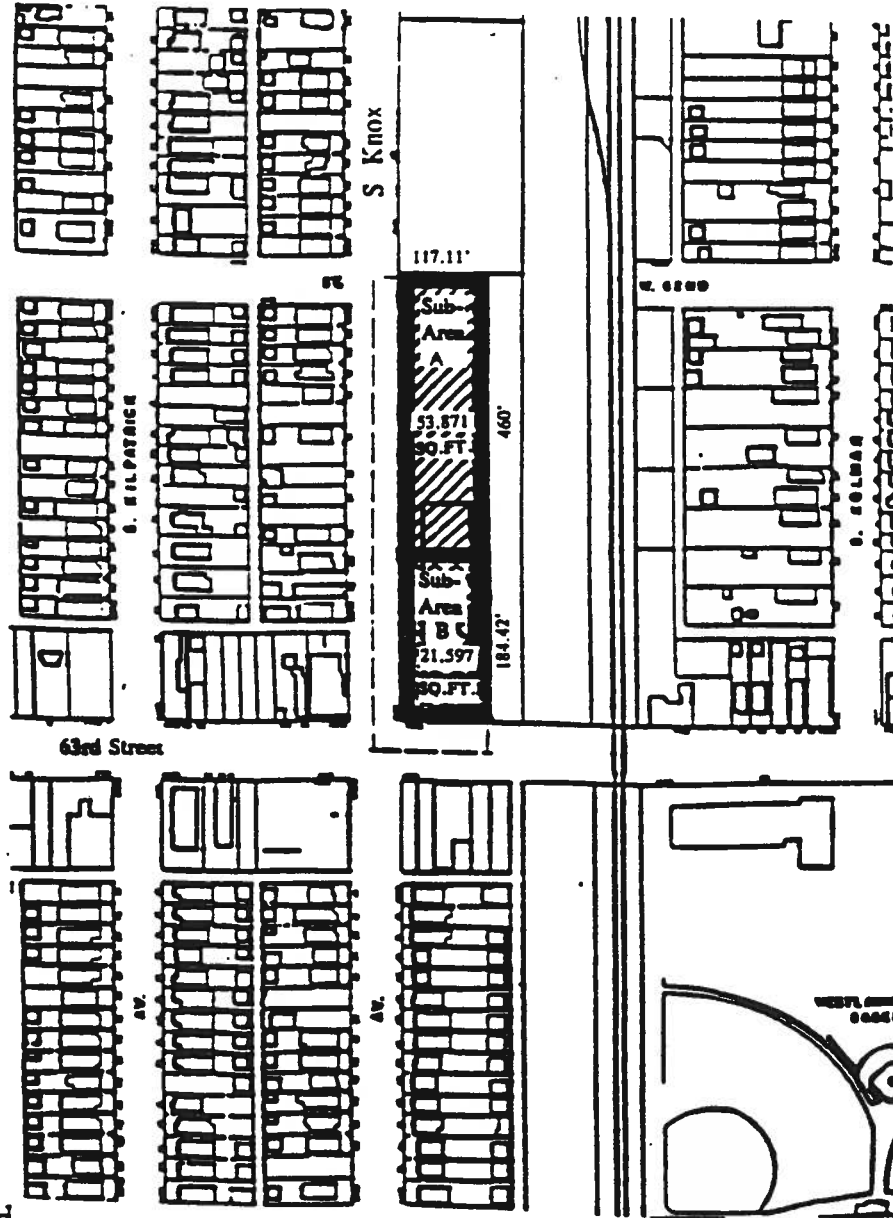 S Knox
117.11'
ST.
W. 62ND
Sub-
Area
A
53.871
SQ.FT.
460'
S. KILPATRICK
S. KOLMAR
Sub-
Area
B
21.597
SQ.FT.
184.42'
63rd Street
AV.
AV.